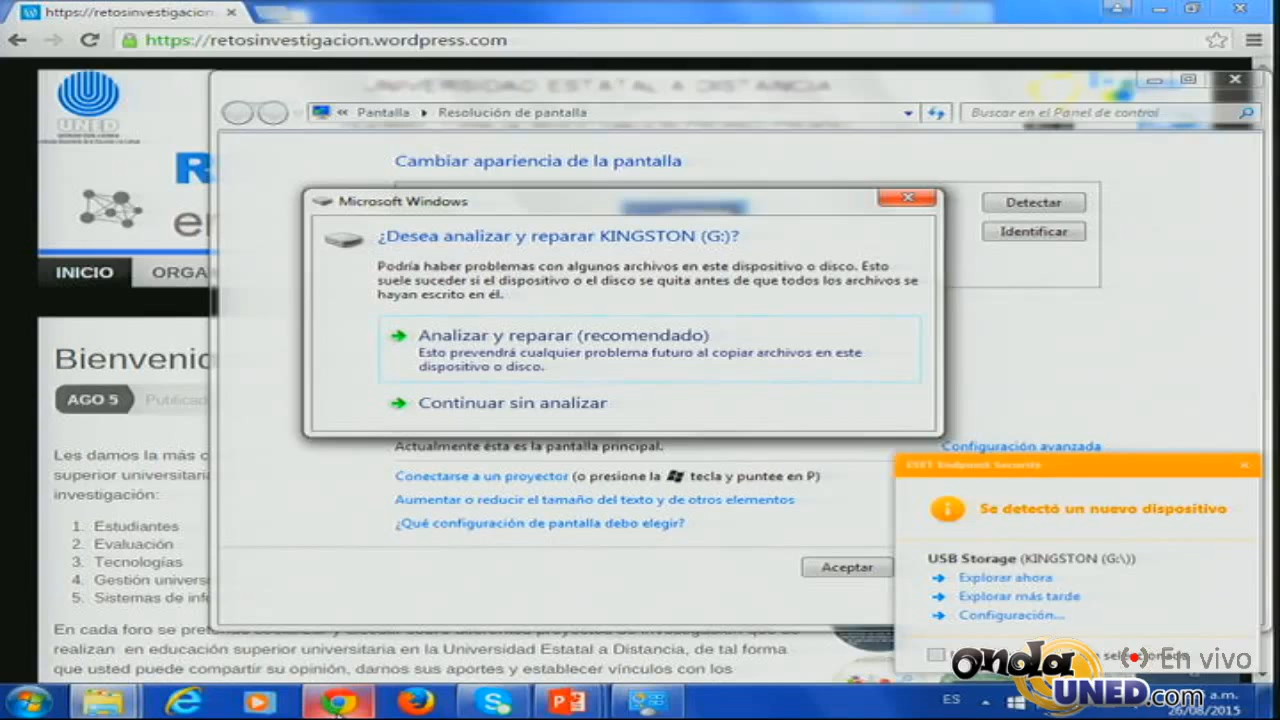 https://retosinvestigacion
https://retosinvestigacion.wordpress.com
UNIVERSIDAD ESTATAL A DISTANCIA
UNED
Pantalla
Resolución de pantalla
Buscar en el Panel de control
R
en
INICIO
ORGA
Cambiar apariencia de la pantalla
Detectar
Identificar
Microsoft Windows
¿Desea analizar y reparar KINGSTON (G:)?
Podría haber problemas con algunos archivos en este dispositivo o disco. Esto
suele suceder si el dispositivo o el disco se quita antes de que todos los archivos se
hayan escrito en él.
Analizar y reparar (recomendado)
Esto prevendrá cualquier problema futuro al copiar archivos en este
dispositivo o disco.
Continuar sin analizar
Bienvenid
AGO 5
Publicad
Actualmente ésta es la pantalla principal.
Configuración avanzada
Conectarse a un proyector (o presione la tecla y puntee en P)
Aumentar o reducir el tamaño del texto y de otros elementos
¿Qué configuración de pantalla debo elegir?
Aceptar
Les damos la más c
superior universitari
investigación:
1. Estudiantes
2. Evaluación
3. Tecnologías
4. Gestión univers
5. Sistemas de inf
En cada foro se
realizan en educación superior universitaria en la Universidad Estatal a Distancia, de tal forma
que usted puede compartir su opinión, darnos sus aportes y establecer vínculos con los
ESET Endpoint Security
Se detectó un nuevo dispositivo
USB Storage (KINGSTON (G:\))
Explorar ahora
Explorar más tarde
Configuración...
onda
UNED.com
En vivo
ES
a.m.
26/08/2015